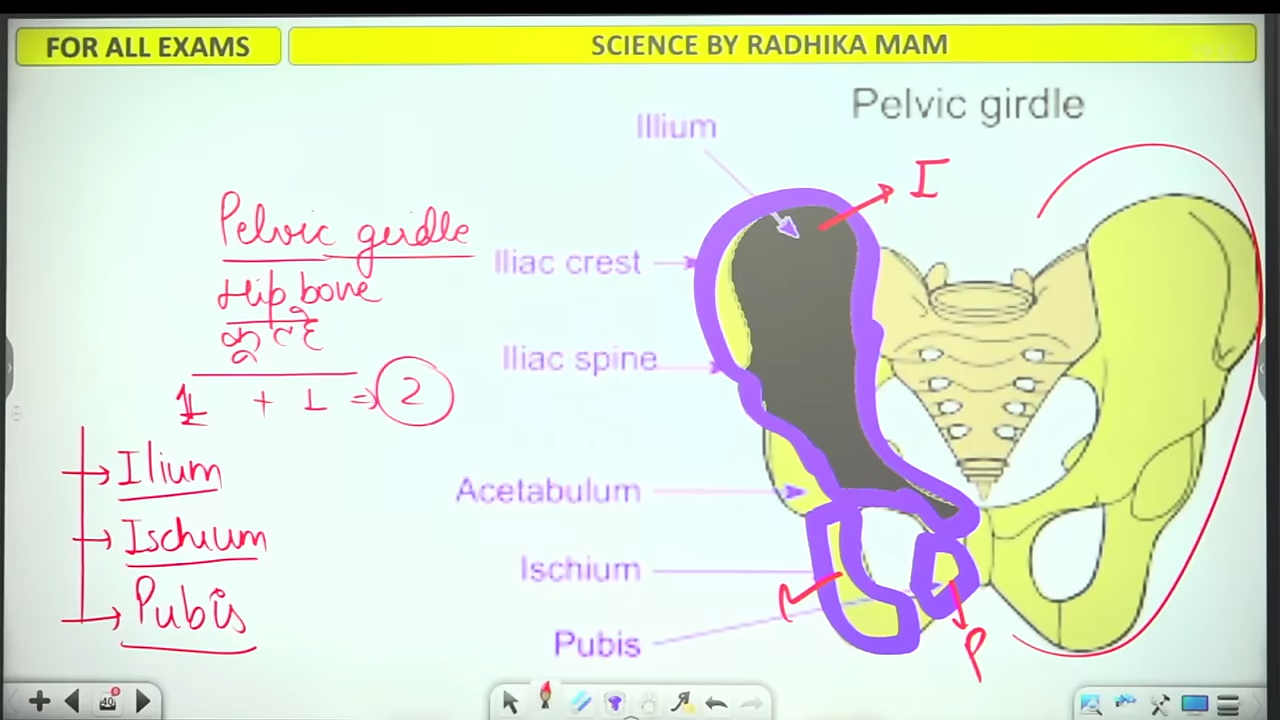 FOR ALL EXAMS
SCIENCE BY RADHIKA MAM
Pelvic girdle
Illium
I
Pelvic girdle
Hip bone
1 + 1 => 2
Iliac crest
Iliac spine
Ilium
Ischium
Pubis
Acetabulum
Ischium
Pubis
P
40